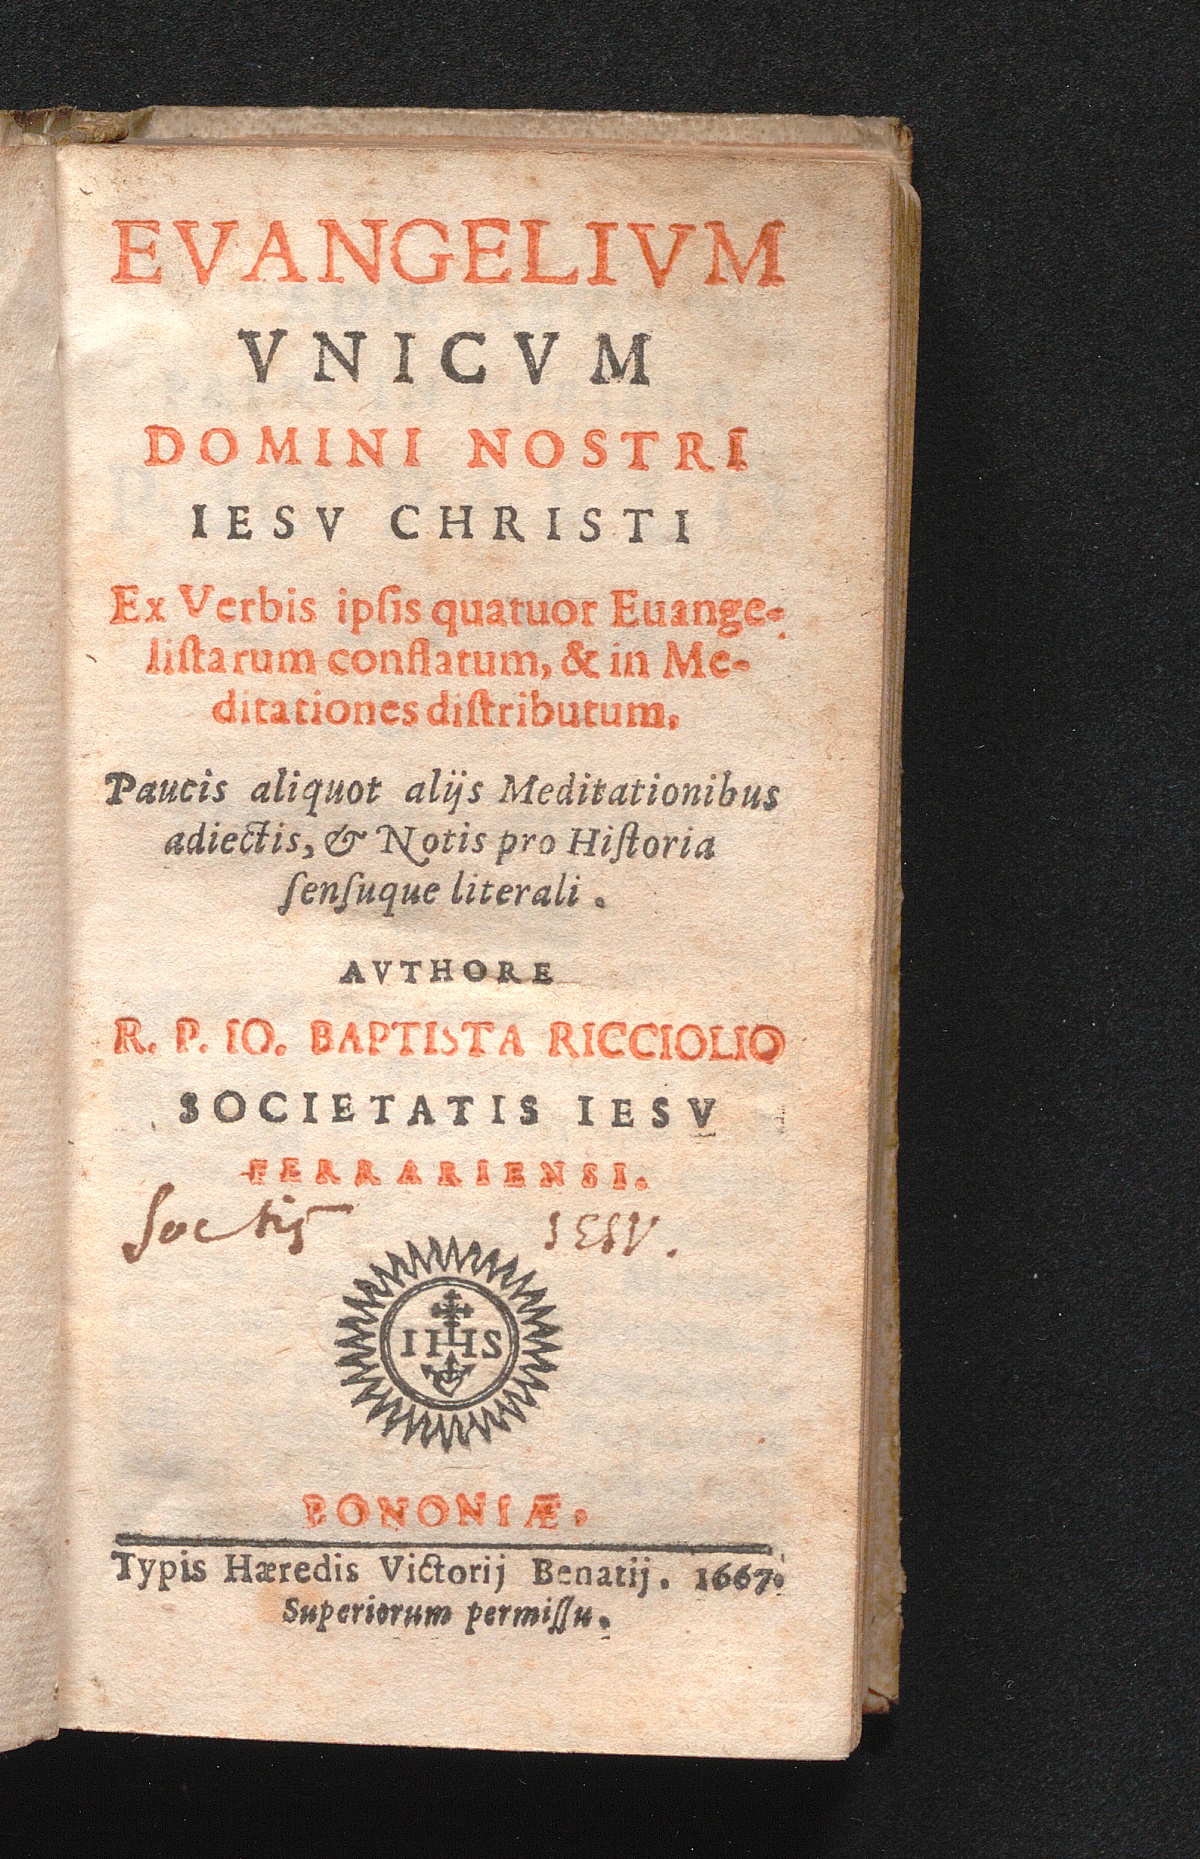 EVANGELIVM
VNICVM
DOMINI NOSTRI
IESV CHRISTI
Ex Verbis ipſis quatuor Euange-
liſtarum conflatum, & in Me-
ditationes diſtributum.
Paucis aliquot alijs Meditationibus
adiectis, & Notis pro Hiſtoria
ſenſuque literali.
AVTHORE
R. P. IO. BAPTISTA RICCIOLIO
SOCIETATIS IESV
FERRARIENSI.
Soctis IESV.
IHS
BONONIÆ.
Typis Hæredis Victorij Benatij. 1667.
Superiorum permiſſu.